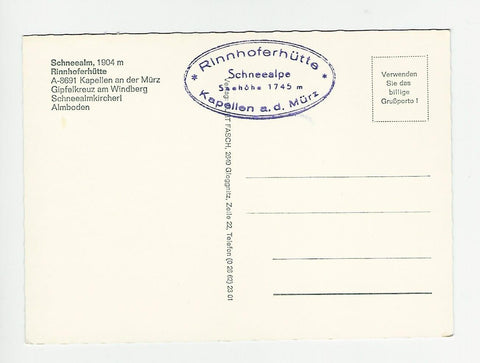 Schneealm, 1904 m
Rinnhoferhütte
A-8691 Kapellen an der Mürz
Gipfelkreuz am Windberg
Schneealmkircherl
Almboden
* Rinnhoferhütte *
Schneealpe
Seehöhe 1745 m
Kapellen a. d. Mürz
Verwenden
Sie das
billige
Grußporto !
FASCH, 2640 Gloggnitz, Zeile 22, Telefon (0 26 62) 23 01